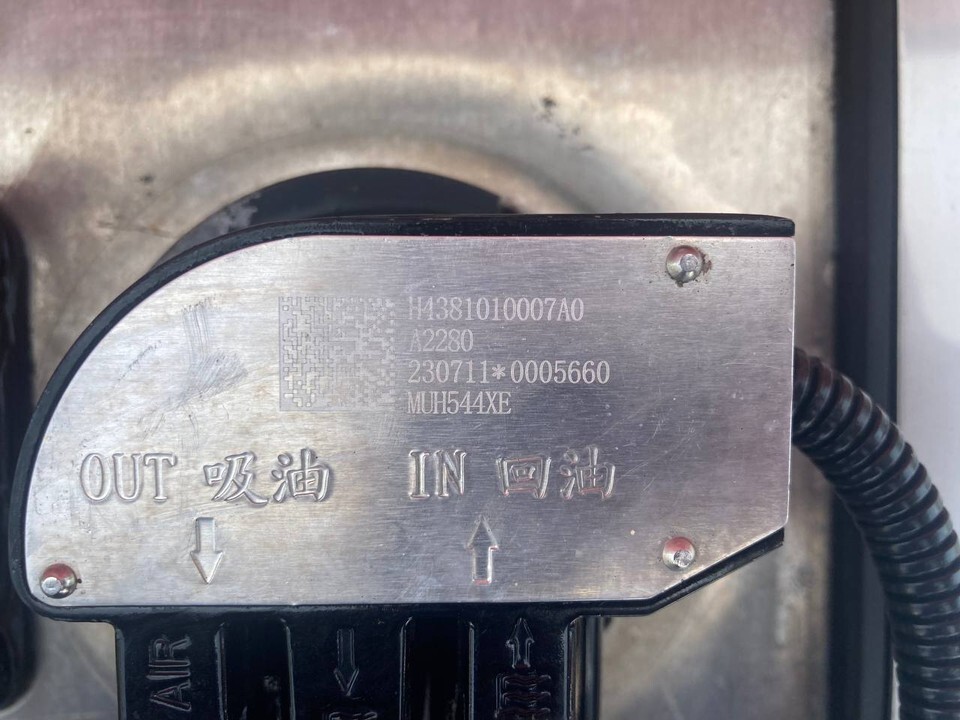 H4381010007A0
A2280
230711*0005660
MUH544XE
OUT 吸油 IN 回油
AIR